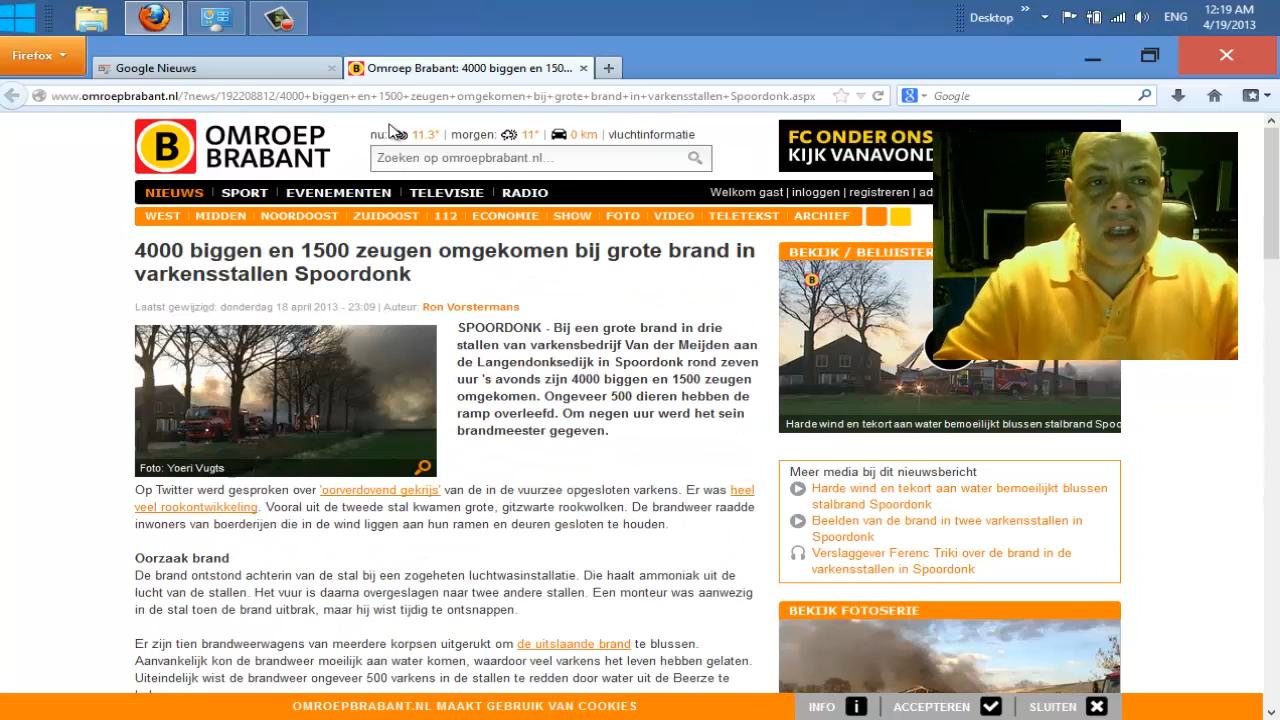 Desktop
»
ENG
12:19 AM
4/19/2013
Firefox
Google Nieuws
Omroep Brabant: 4000 biggen en 150...
www.omroepbrabant.nl/?news/192208812/4000+biggen+en+1500+zeugen+omgekomen+bij+grote+brand+in+varkensstallen+Spoordonk.aspx
Google
B
OMROEP
BRABANT
nu: 11.3° | morgen: 11° | 0 km | vluchtinformatie
Zoeken op omroepbrabant.nl...
FC ONDER ONS
KIJK VANAVOND
NIEUWS | SPORT | EVENEMENTEN | TELEVISIE | RADIO
Welkom gast | inloggen | registreren | ad
WEST | MIDDEN | NOORDOOST | ZUIDOOST | 112 | ECONOMIE | SHOW | FOTO | VIDEO | TELETEKST | ARCHIEF
4000 biggen en 1500 zeugen omgekomen bij grote brand in
varkensstallen Spoordonk
Laatst gewijzigd: donderdag 18 april 2013 - 23:09 | Auteur: Ron Vorstermans
Foto: Yoeri Vugts
SPOORDONK - Bij een grote brand in drie
stallen van varkensbedrijf Van der Meijden aan
de Langendonksedijk in Spoordonk rond zeven
uur 's avonds zijn 4000 biggen en 1500 zeugen
omgekomen. Ongeveer 500 dieren hebben de
ramp overleefd. Om negen uur werd het sein
brandmeester gegeven.
Op Twitter werd gesproken over 'oorverdovend gekrijs' van de in de vuurzee opgesloten varkens. Er was heel
veel rookontwikkeling. Vooral uit de tweede stal kwamen grote, gitzwarte rookwolken. De brandweer raadde
inwoners van boerderijen die in de wind liggen aan hun ramen en deuren gesloten te houden.
Oorzaak brand
De brand ontstond achterin van de stal bij een zogeheten luchtwasinstallatie. Die haalt ammoniak uit de
lucht van de stallen. Het vuur is daarna overgeslagen naar twee andere stallen. Een monteur was aanwezig
in de stal toen de brand uitbrak, maar hij wist tijdig te ontsnappen.
Er zijn tien brandweerwagens van meerdere korpsen uitgerukt om de uitslaande brand te blussen.
Aanvankelijk kon de brandweer moeilijk aan water komen, waardoor veel varkens het leven hebben gelaten.
Uiteindelijk wist de brandweer ongeveer 500 varkens in de stallen te redden door water uit de Beerze te
BEKIJK / BELUISTER
B
Harde wind en tekort aan water bemoeilijkt blussen stalbrand Spoo
Meer media bij dit nieuwsbericht
Harde wind en tekort aan water bemoeilijkt blussen
stalbrand Spoordonk
Beelden van de brand in twee varkensstallen in
Spoordonk
Verslaggever Ferenc Triki over de brand in de
varkensstallen in Spoordonk
BEKIJK FOTOSERIE
OMROEPBRABANT.NL MAAKT GEBRUIK VAN COOKIES
INFO i ACCEPTEREN SLUITEN